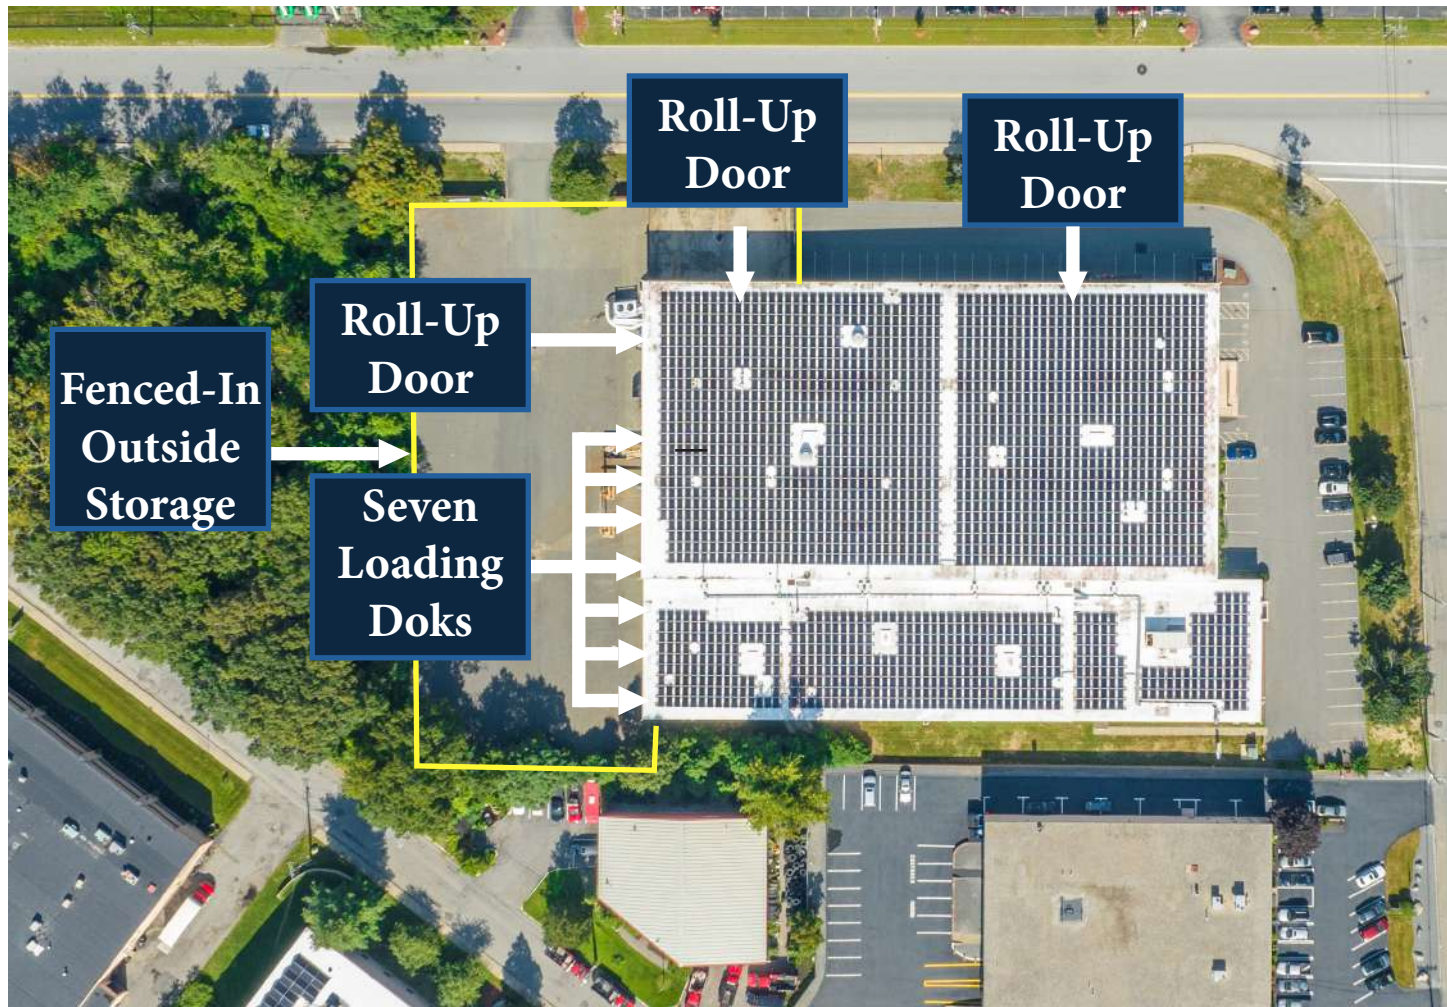 Roll-Up
Door
Roll-Up
Door
Roll-Up
Door
Fenced-In
Outside
Storage
Seven
Loading
Doks